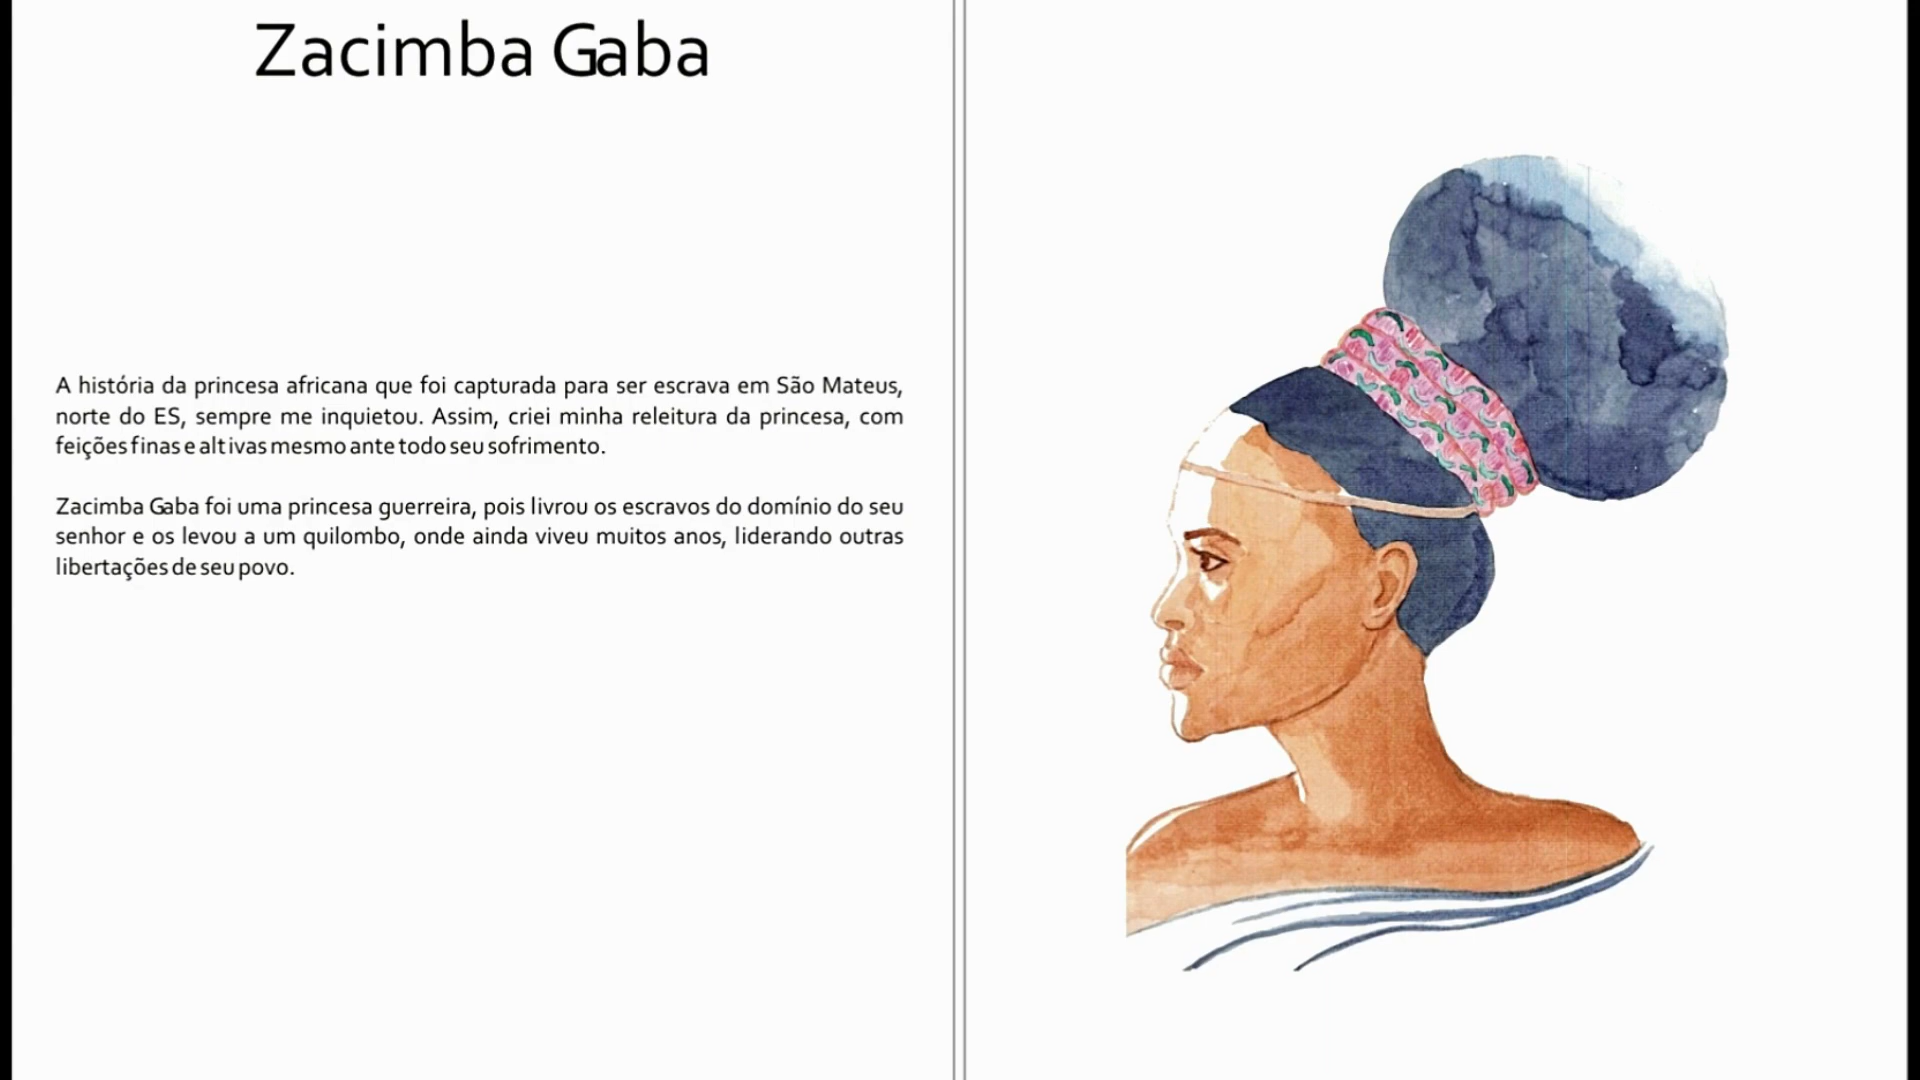 Zacimba Gaba
A história da princesa africana que foi capturada para ser escrava em São Mateus,
norte do ES, sempre me inquietou. Assim, criei minha releitura da princesa, com
feições finas e altivas mesmo ante todo seu sofrimento.
Zacimba Gaba foi uma princesa guerreira, pois livrou os escravos do domínio do seu
senhor e os levou a um quilombo, onde ainda viveu muitos anos, liderando outras
libertações de seu povo.